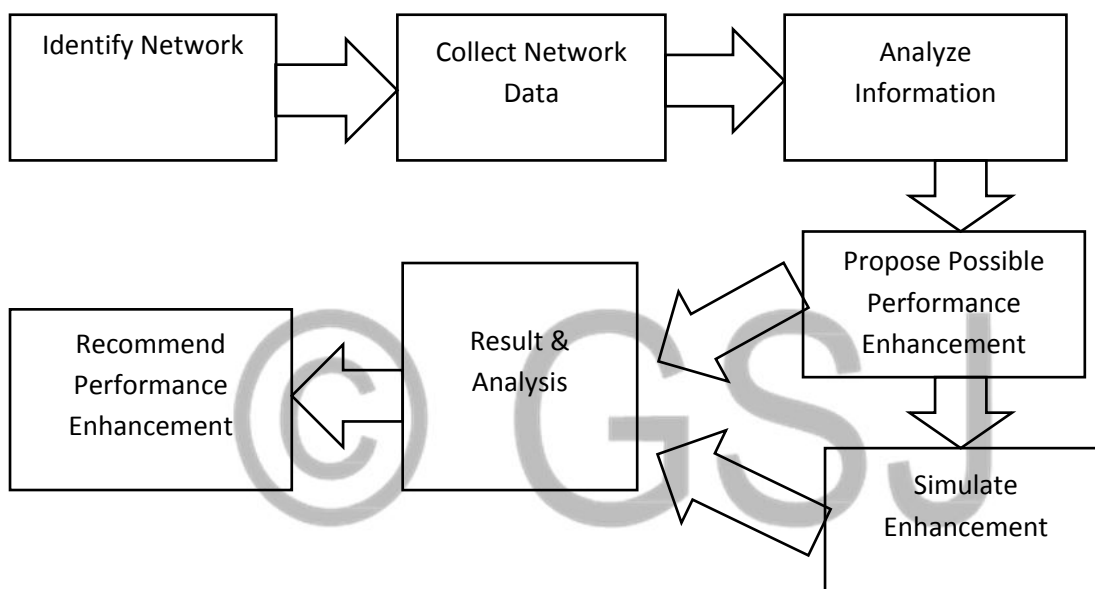 Identify Network
Collect Network
Data
Analyze
Information
Propose Possible
Performance
Enhancement
Simulate
Enhancement
Result &
Analysis
Recommend
Performance
Enhancement
© GSJ